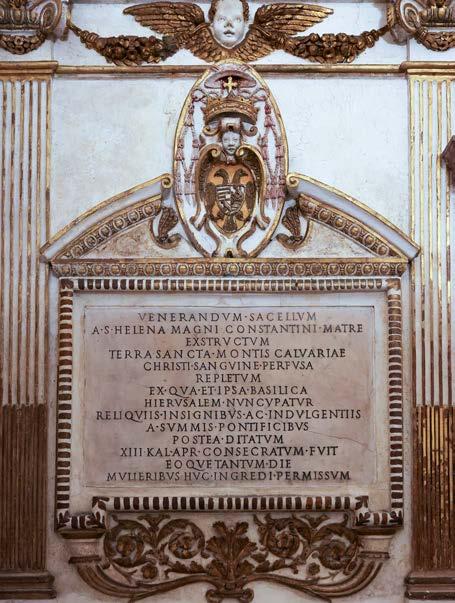 VENERANDVM·SACELLVM
A·S·HELENA MAGNI CONSTANTINI·MATRE
EXSTRVCTVM
TERRA SANCTA·MONTIS CALVARIAE
CHRISTI·SANGVINE·PERFVSA
REPLETVM
EX·QVA·ET·IPSA·BASILICA
HIERVSALEM·NVNCVPATVR
RELIQVIIS·INSIGNIBVS·AC·INDVLGENTIIS
A·SVMMIS·PONTIFICIBVS
POSTEA·DITATVM
XIII·KAL·APR·CONSECRATVM·FVIT
EOQVE TANTVM·DIE
MVLIERIBVS·HVC·INGREDI·PERMISSVM